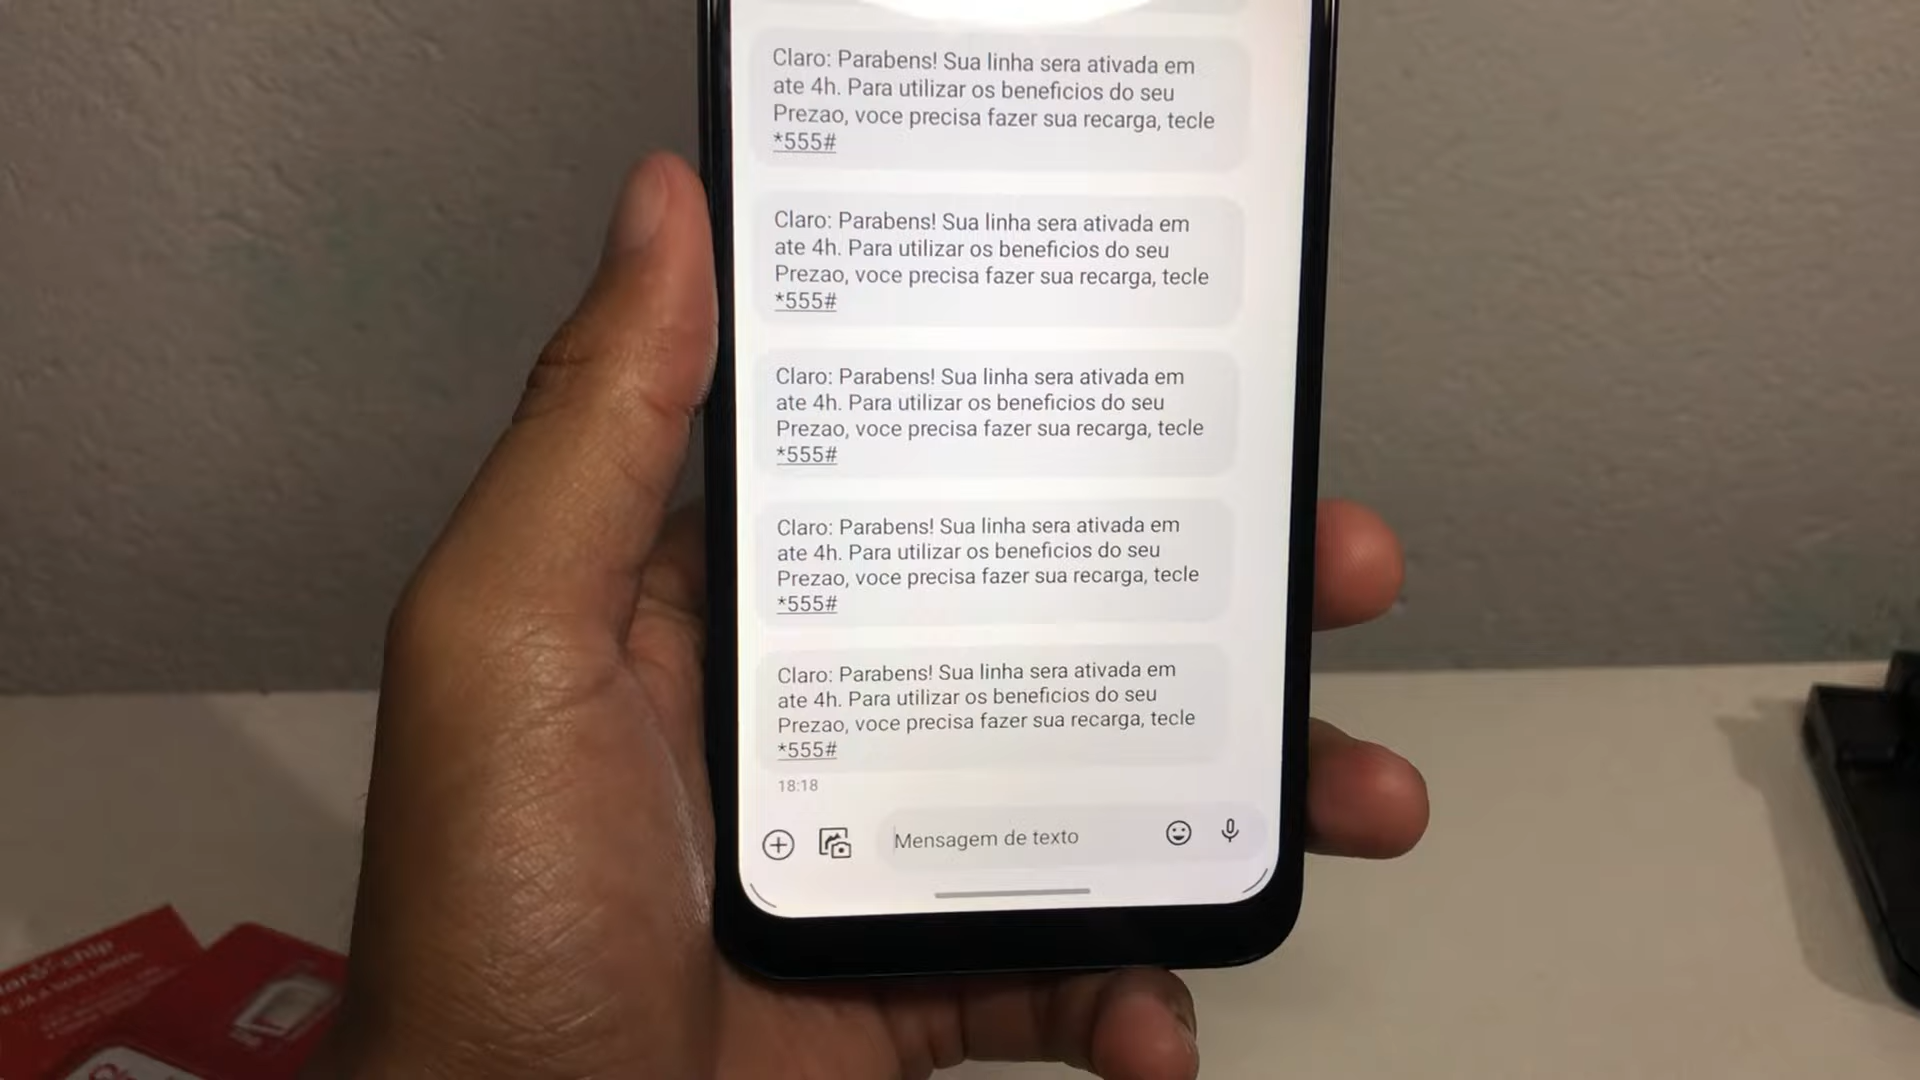 Claro: Parabens! Sua linha sera ativada em
ate 4h. Para utilizar os beneficios do seu
Prezao, voce precisa fazer sua recarga, tecle
*555#
Claro: Parabens! Sua linha sera ativada em
ate 4h. Para utilizar os beneficios do seu
Prezao, voce precisa fazer sua recarga, tecle
*555#
Claro: Parabens! Sua linha sera ativada em
ate 4h. Para utilizar os beneficios do seu
Prezao, voce precisa fazer sua recarga, tecle
*555#
Claro: Parabens! Sua linha sera ativada em
ate 4h. Para utilizar os beneficios do seu
Prezao, voce precisa fazer sua recarga, tecle
*555#
Claro: Parabens! Sua linha sera ativada em
ate 4h. Para utilizar os beneficios do seu
Prezao, voce precisa fazer sua recarga, tecle
*555#
18:18
Mensagem de texto
chip